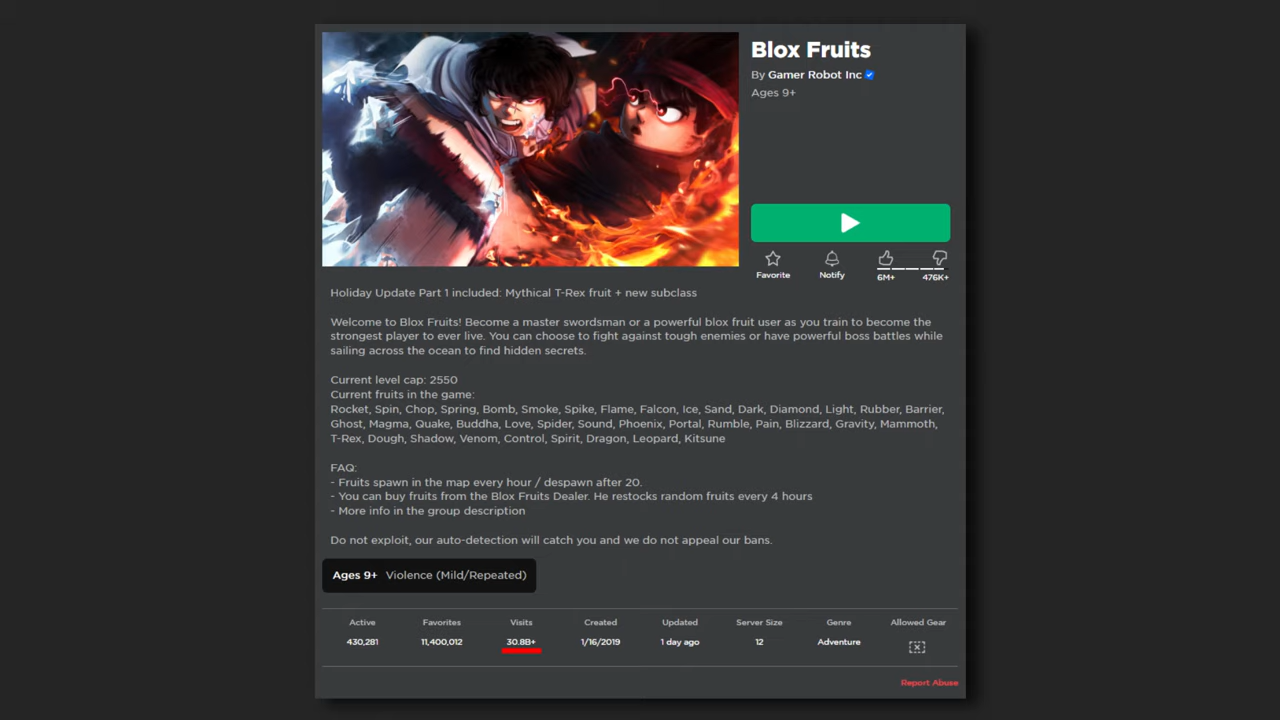 Blox Fruits
By Gamer Robot Inc
Ages 9+
Favorite
Notify
6M+
476K+
Holiday Update Part 1 included: Mythical T-Rex fruit + new subclass
Welcome to Blox Fruits! Become a master swordsman or a powerful blox fruit user as you train to become the
strongest player to ever live. You can choose to fight against tough enemies or have powerful boss battles while
sailing across the ocean to find hidden secrets.
Current level cap: 2550
Current fruits in the game:
Rocket, Spin, Chop, Spring, Bomb, Smoke, Spike, Flame, Falcon, Ice, Sand, Dark, Diamond, Light, Rubber, Barrier,
Ghost, Magma, Quake, Buddha, Love, Spider, Sound, Phoenix, Portal, Rumble, Pain, Blizzard, Gravity, Mammoth,
T-Rex, Dough, Shadow, Venom, Control, Spirit, Dragon, Leopard, Kitsune
FAQ:
- Fruits spawn in the map every hour / despawn after 20.
- You can buy fruits from the Blox Fruits Dealer. He restocks random fruits every 4 hours
- More info in the group description
Do not exploit, our auto-detection will catch you and we do not appeal our bans.
Ages 9+ Violence (Mild/Repeated)
Active Favorites Visits Created Updated Server Size Genre Allowed Gear
430,281 11,400,012 30.8B+ 1/16/2019 1 day ago 12 Adventure
Report Abuse